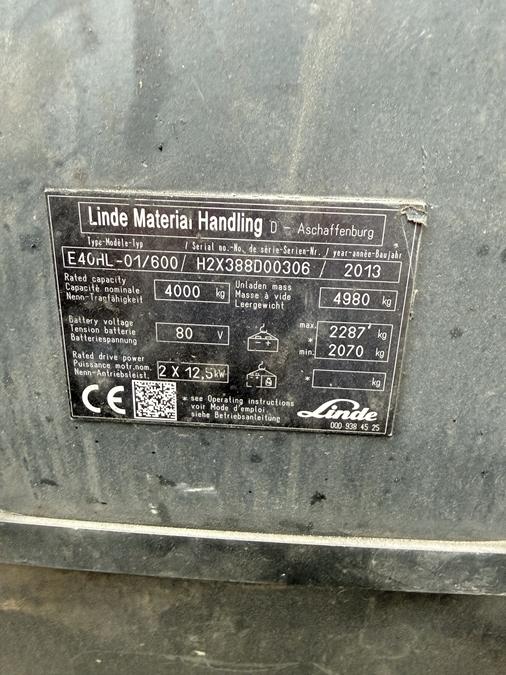 Linde Material Handling D - Aschaffenburg
Type-Modèle-Typ / Serial no.-No. de série-Serien-Nr. / year-année-Baujahr
E40HL-01/600 / H2X388D00306 / 2013
Rated capacity
Capacité nominale
Nenn-Tragfähigkeit
4000 kg
Unladen mass
Masse à vide
Leergewicht
4980 kg
Battery voltage
Tension batterie
Batteriespannung
80 V
max. 2287 kg
*
min. 2070 kg
Rated drive power
Puissance motr.nom.
Nenn-Antriebsleist.
2 X 12,5 kW
* kg
CE
* see Operating instructions
voir Mode d'emploi
siehe Betriebsanleitung
Linde
000 938 45 25